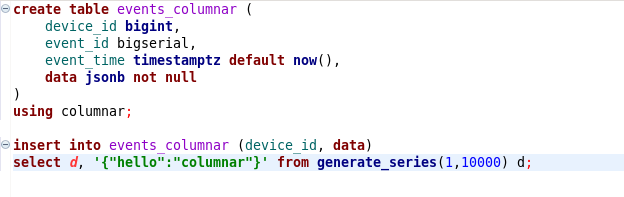 create table events_columnar (
    device_id bigint,
    event_id bigserial,
    event_time timestamptz default now(),
    data jsonb not null
)
using columnar;

insert into events_columnar (device_id, data)
select d, '{"hello":"columnar"}' from generate_series(1,10000) d;